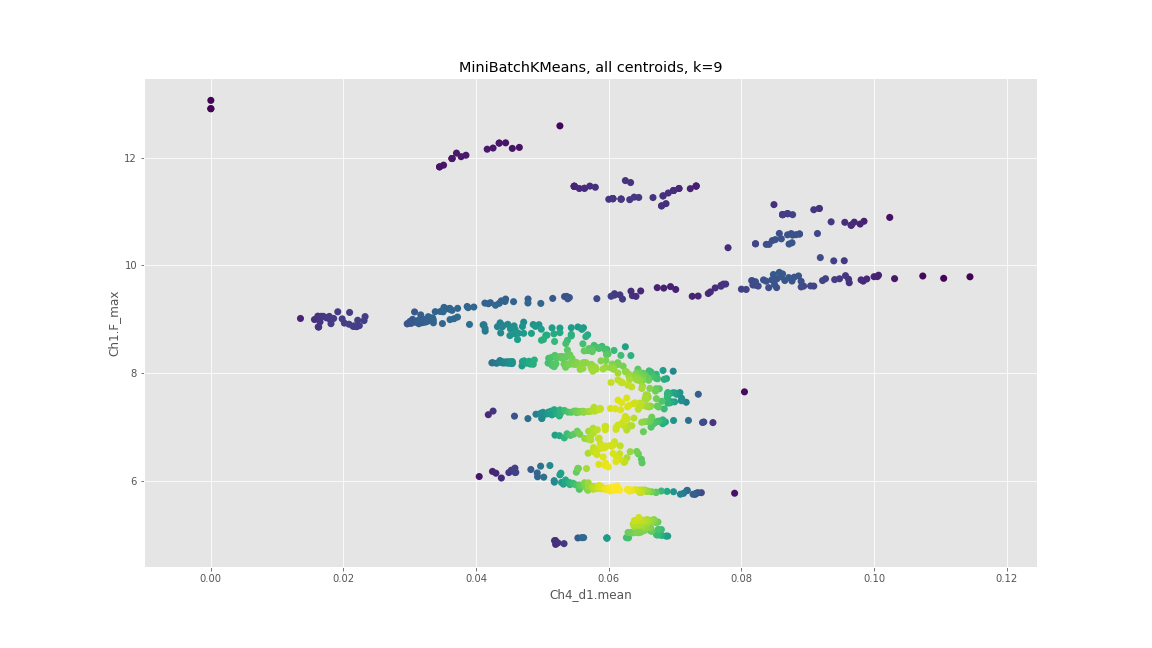 MiniBatchKMeans, all centroids, k=9
12
10
8
6
Ch1.F_max
0.00 0.02 0.04 0.06 0.08 0.10 0.12
Ch4_d1.mean